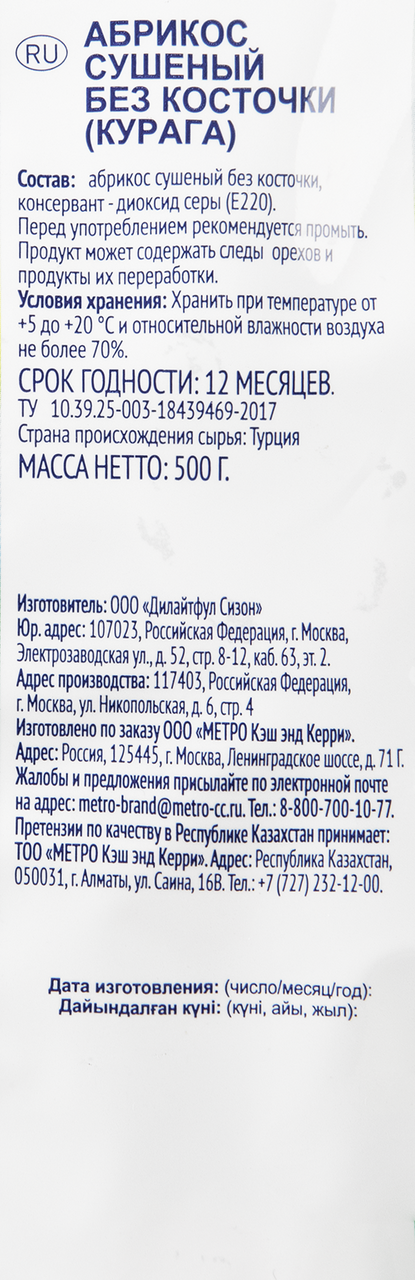 RU
АБРИКОС
СУШЕНЫЙ
БЕЗ КОСТОЧКИ
(КУРАГА)
Состав: абрикос сушеный без косточки,
консервант - диоксид серы (Е220).
Перед употреблением рекомендуется промыть.
Продукт может содержать следы орехов и
продукты их переработки.
Условия хранения: Хранить при температуре от
+5 до +20 °С и относительной влажности воздуха
не более 70%.
СРОК ГОДНОСТИ: 12 МЕСЯЦЕВ.
ТУ 10.39.25-003-18439469-2017
Страна происхождения сырья: Турция
МАССА НЕТТО: 500 Г.
Изготовитель: ООО «Дилайтфул Сизон»
Юр. адрес: 107023, Российская Федерация, г. Москва,
Электрозаводская ул., д. 52, стр. 8-12, каб. 63, эт. 2.
Адрес производства: 117403, Российская Федерация,
г. Москва, ул. Никопольская, д. 6, стр. 4
Изготовлено по заказу ООО «МЕТРО Кэш энд Керри».
Адрес: Россия, 125445, г. Москва, Ленинградское шоссе, д. 71 Г.
Жалобы и предложения присылайте по электронной почте
на адрес: metro-brand@metro-cc.ru. Тел.: 8-800-700-10-77.
Претензии по качеству в Республике Казахстан принимает:
ТОО «МЕТРО Кэш энд Керри». Адрес: Республика Казахстан,
050031, г. Алматы, ул. Саина, 16В. Тел.: +7 (727) 232-12-00.
Дата изготовления: (число/месяц/год):
Дайындалған күні: (күні, айы, жыл):